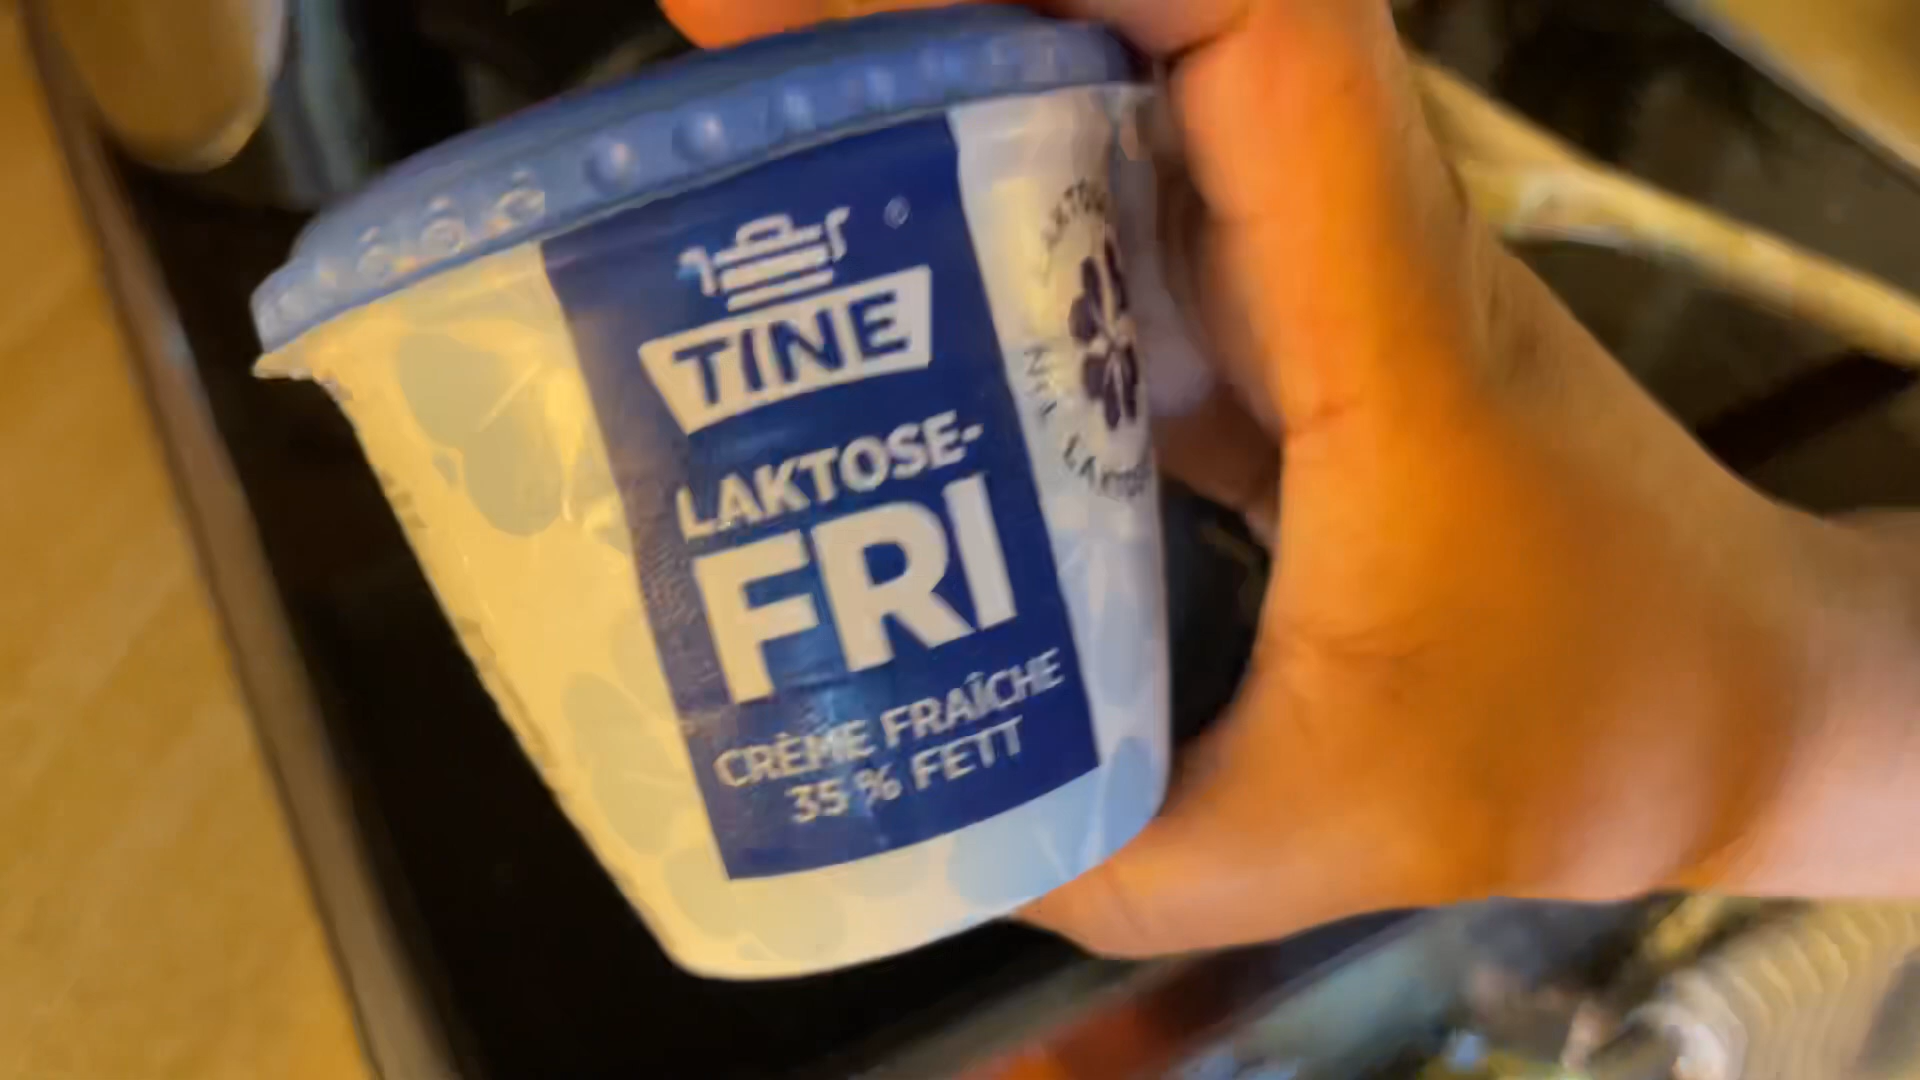 ®
TINE
LAKTOSE-
FRI
CRÈME FRAÎCHE
35 % FETT